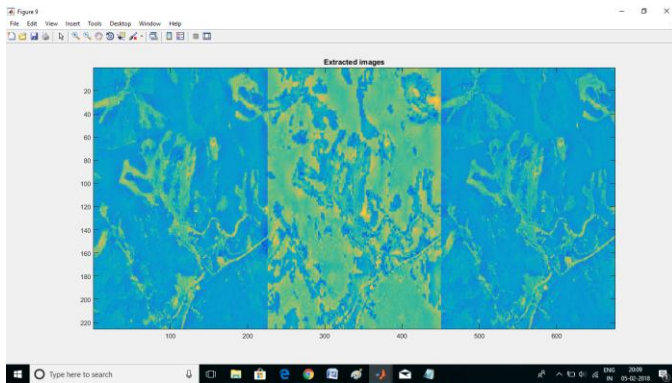 Figure 9
File Edit View Insert Tools Desktop Window Help
Extracted images
20
40
60
80
100
120
140
160
180
200
220
100 200 300 400 500 600
Type here to search
ENG 20:09
IN 05-02-2018